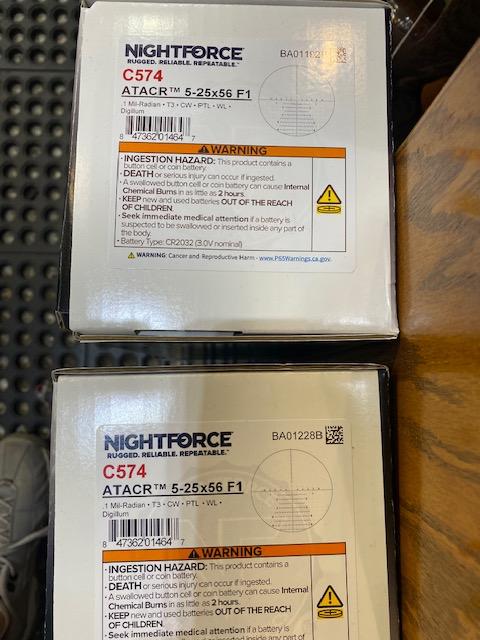 NIGHTFORCE
RUGGED. RELIABLE. REPEATABLE.™
C574
ATACR™ 5-25x56 F1
.1 Mil-Radian • T3 • CW • PTL • WL •
Digillum
8 47362 01464 7
WARNING
• INGESTION HAZARD: This product contains a
button cell or coin battery.
• DEATH or serious injury can occur if ingested.
• A swallowed button cell or coin battery can cause Internal
Chemical Burns in as little as 2 hours.
• KEEP new and used batteries OUT OF THE REACH
OF CHILDREN.
• Seek immediate medical attention if a battery is
suspected to be swallowed or inserted inside any part of
the body.
• Battery Type: CR2032 (3.0V nominal)
WARNING: Cancer and Reproductive Harm - www.P65Warnings.ca.gov.
NIGHTFORCE
RUGGED. RELIABLE. REPEATABLE.™
BA01228B
C574
ATACR™ 5-25x56 F1
.1 Mil-Radian • T3 • CW • PTL • WL •
Digillum
8 47362 01464 7
WARNING
• INGESTION HAZARD: This product contains a
button cell or coin battery.
• DEATH or serious injury can occur if ingested.
• A swallowed button cell or coin battery can cause Internal
Chemical Burns in as little as 2 hours.
• KEEP new and used batteries OUT OF THE REACH
OF CHILDREN.
• Seek immediate medical attention if a battery is